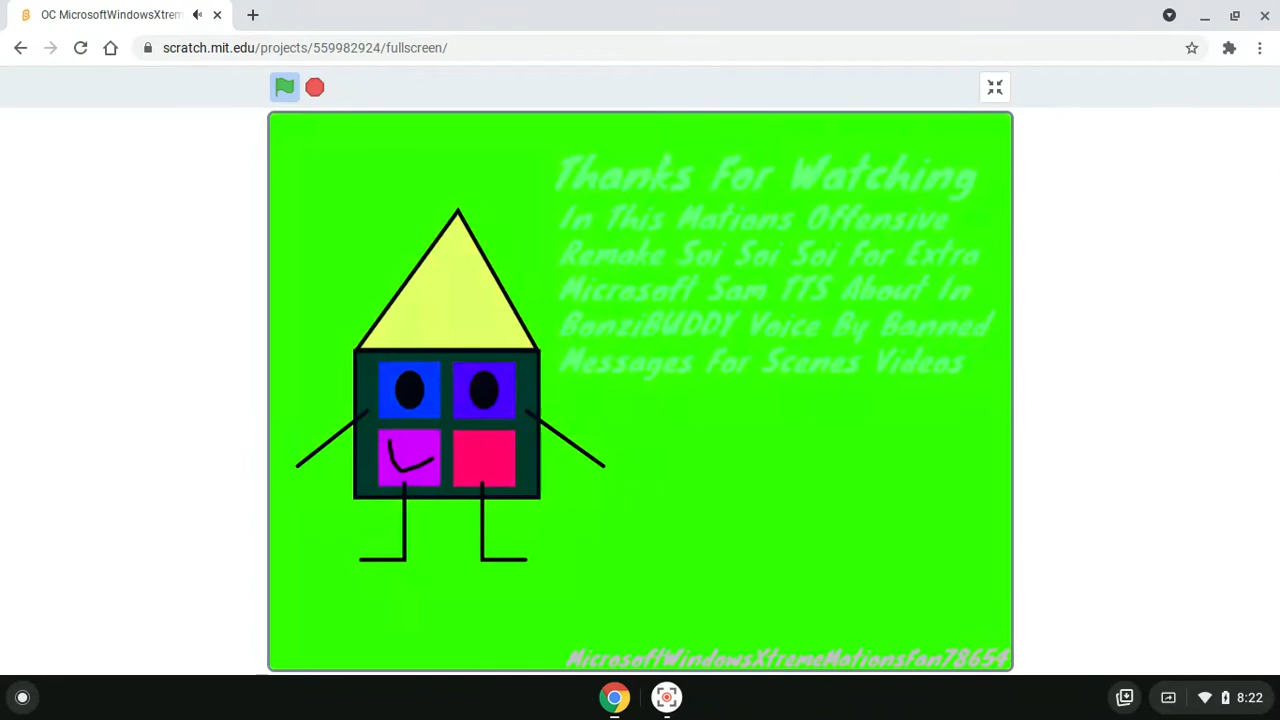 OC MicrosoftWindowsXtrem
scratch.mit.edu/projects/559982924/fullscreen/
Thanks For Watching
In This Mations Offensive
Remake Soi Soi Soi For Extra
Microsoft Sam TTS About In
BonziBUDDY Voice By Banned
Messages For Scenes Videos
MicrosoftWindowsXtremeMationsFan78654
8:22